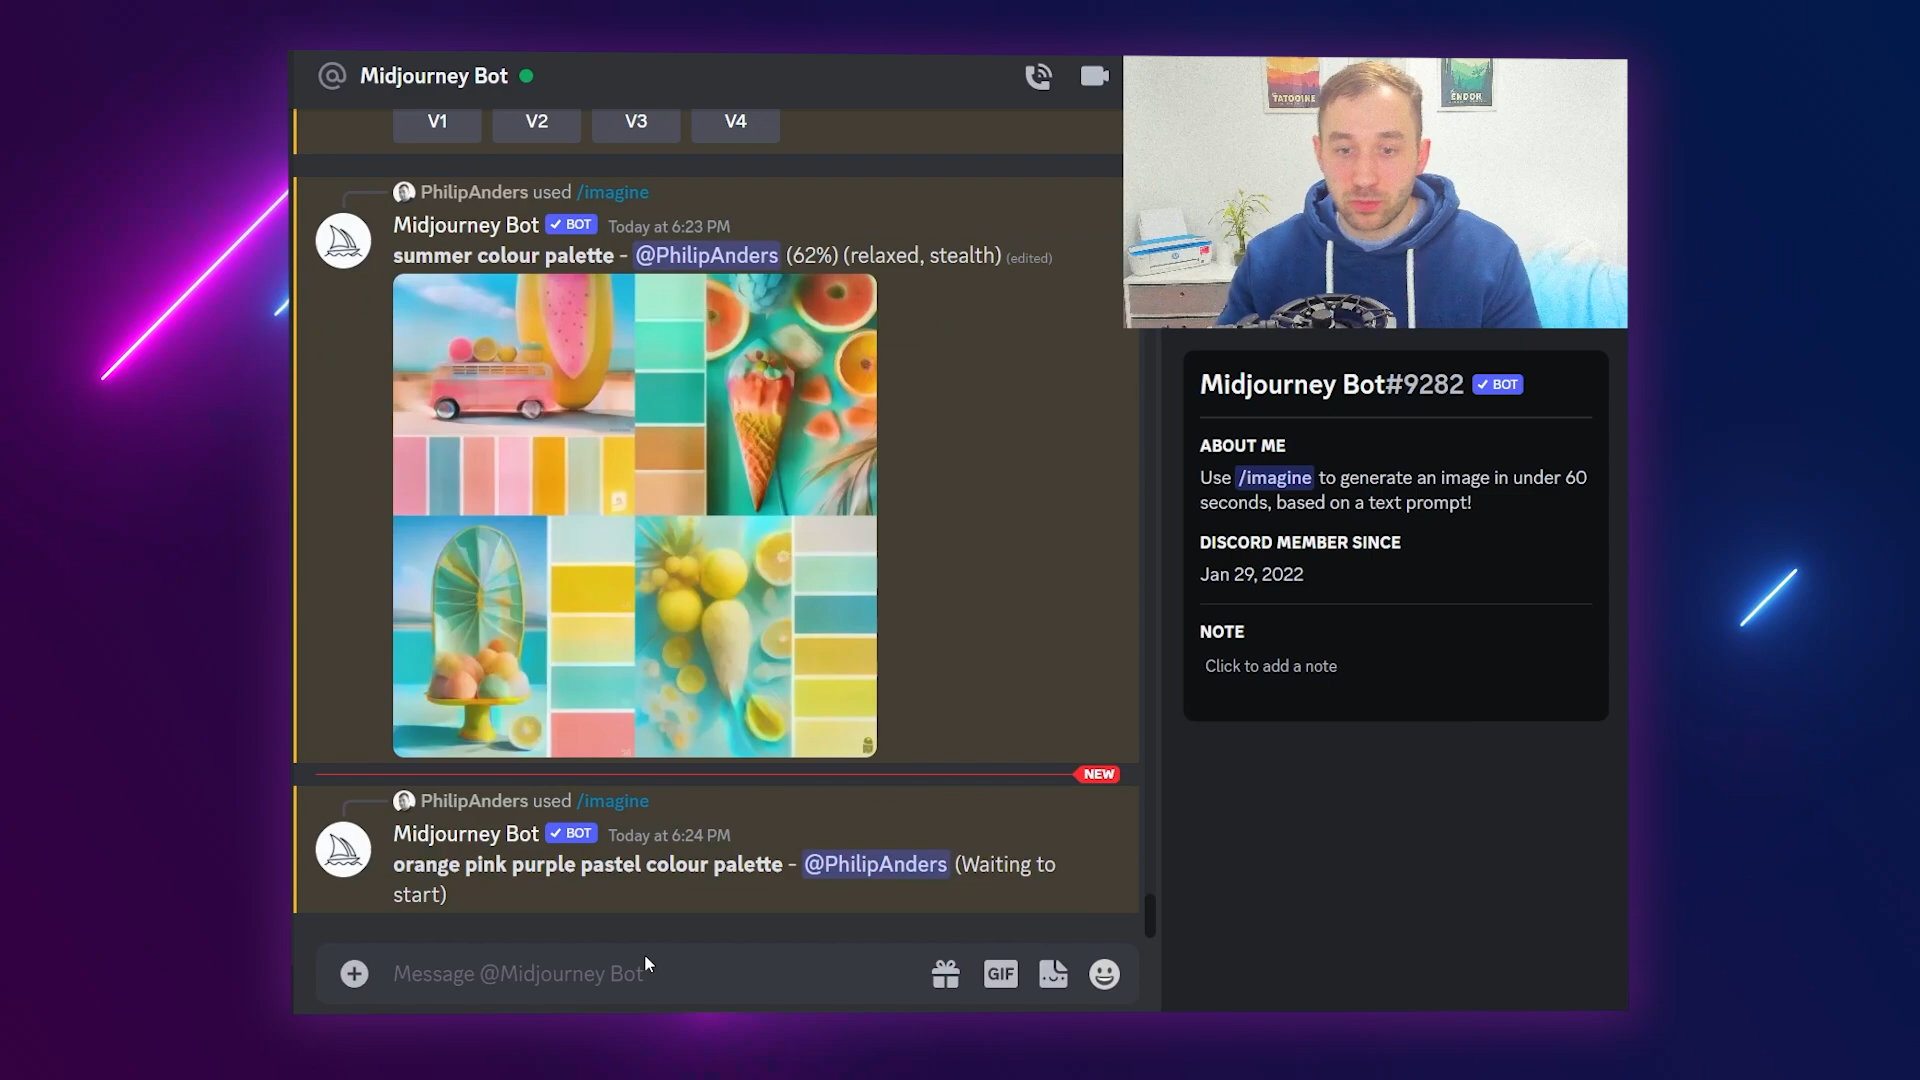 Midjourney Bot
V1 V2 V3 V4
TATOOINE
ENDOR
PhilipAnders used /imagine
Midjourney Bot BOT Today at 6:23 PM
summer colour palette - @PhilipAnders (62%) (relaxed, stealth) (edited)
NEW
PhilipAnders used /imagine
Midjourney Bot BOT Today at 6:24 PM
orange pink purple pastel colour palette - @PhilipAnders (Waiting to
start)
Message @Midjourney Bot
GIF
Midjourney Bot#9282 BOT
ABOUT ME
Use /imagine to generate an image in under 60
seconds, based on a text prompt!
DISCORD MEMBER SINCE
Jan 29, 2022
NOTE
Click to add a note